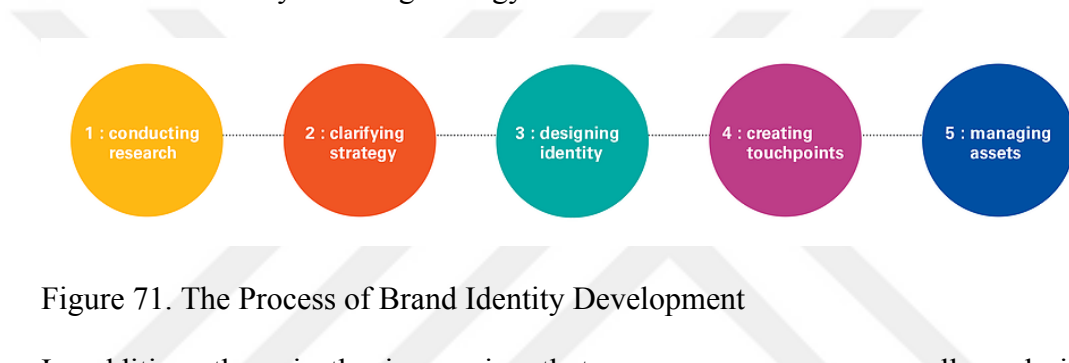 1 : conducting
research
2 : clarifying
strategy
3 : designing
identity
4 : creating
touchpoints
5 : managing
assets
Figure 71. The Process of Brand Identity Development